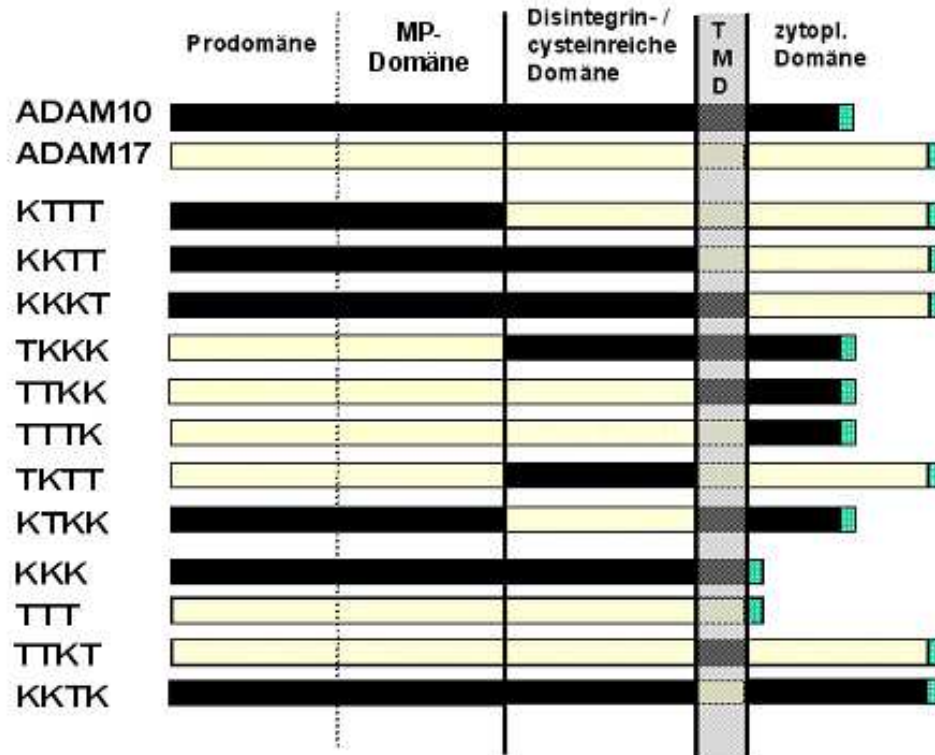 Prodomäne
MP-
Domäne
Disintegrin- /
cysteinreiche
Domäne
T
M
D
zytopl.
Domäne
ADAM10
ADAM17
KTTT
KKTT
KKKT
TKKK
TTKK
TTTK
TKTT
KTKK
KKK
TTT
TTKT
KKTK